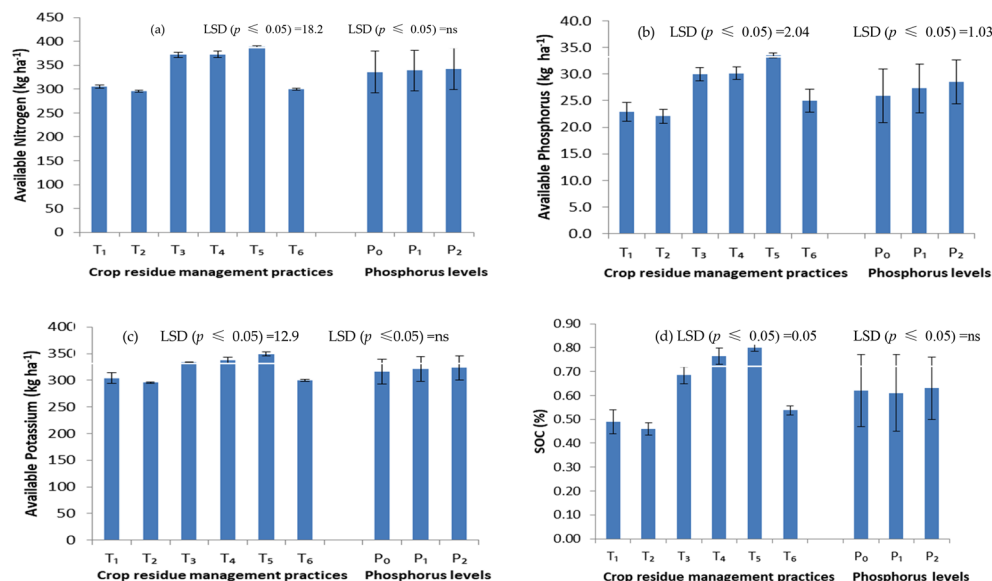 (a) LSD (p ≤ 0.05) =18.2 LSD (p ≤ 0.05) =ns
Available Nitrogen (kg ha⁻¹)
450
400
350
300
250
200
150
100
50
0
T₁ T₂ T₃ T₄ T₅ T₆ P₀ P₁ P₂
Crop residue management practices Phosphorus levels
(b) LSD (p ≤ 0.05) =2.04 LSD (p ≤ 0.05) =1.03
Available Phosphorus (kg ha⁻¹)
40.0
35.0
30.0
25.0
20.0
15.0
10.0
5.0
0.0
T₁ T₂ T₃ T₄ T₅ T₆ P₀ P₁ P₂
Crop residue management practices Phosphorus levels
(c) LSD (p ≤ 0.05) =12.9 LSD (p ≤0.05) =ns
Available Potassium (kg ha⁻¹)
400
350
300
250
200
150
100
50
0
T₁ T₂ T₃ T₄ T₅ T₆ P₀ P₁ P₂
Crop residue management practices Phosphorus levels
(d) LSD (p ≤ 0.05) =0.05 LSD (p ≤ 0.05) =ns
SOC (%)
0.90
0.80
0.70
0.60
0.50
0.40
0.30
0.20
0.10
0.00
T₁ T₂ T₃ T₄ T₅ T₆ P₀ P₁ P₂
Crop residue management practices Phosphorus levels